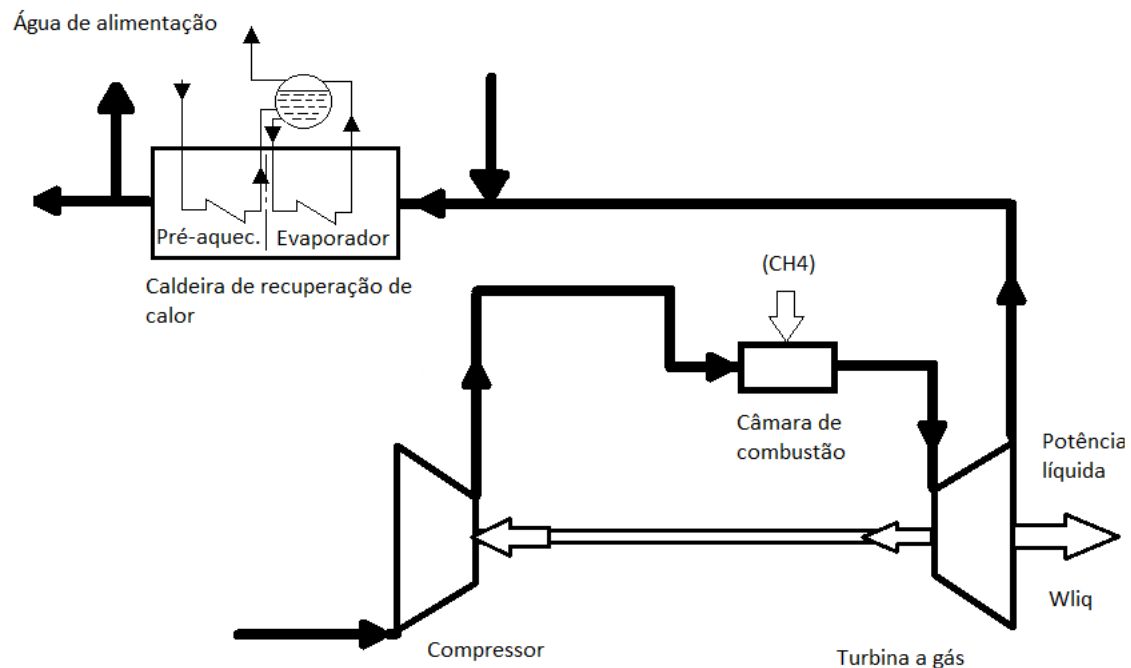 Água de alimentação
Pré-aquec.
Evaporador
Caldeira de recuperação de
calor
(CH4)
Câmara de
combustão
Potência
líquida
Wliq
Compressor
Turbina a gás